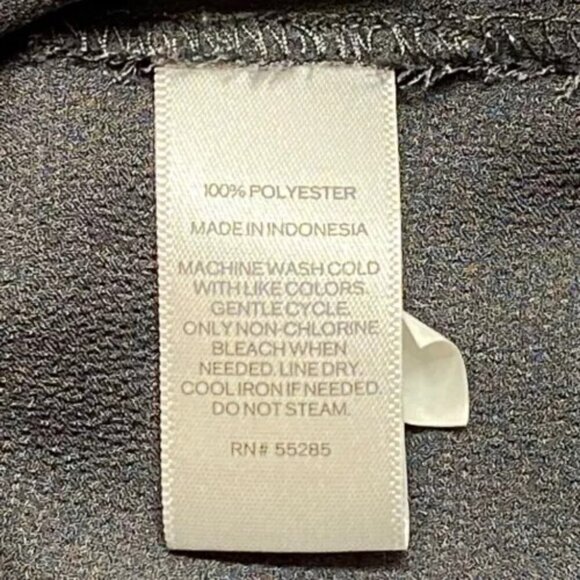 100% POLYESTER
MADE IN INDONESIA
MACHINE WASH COLD
WITH LIKE COLORS.
GENTLE CYCLE.
ONLY NON-CHLORINE
BLEACH WHEN
NEEDED. LINE DRY.
COOL IRON IF NEEDED.
DO NOT STEAM.
RN# 55285